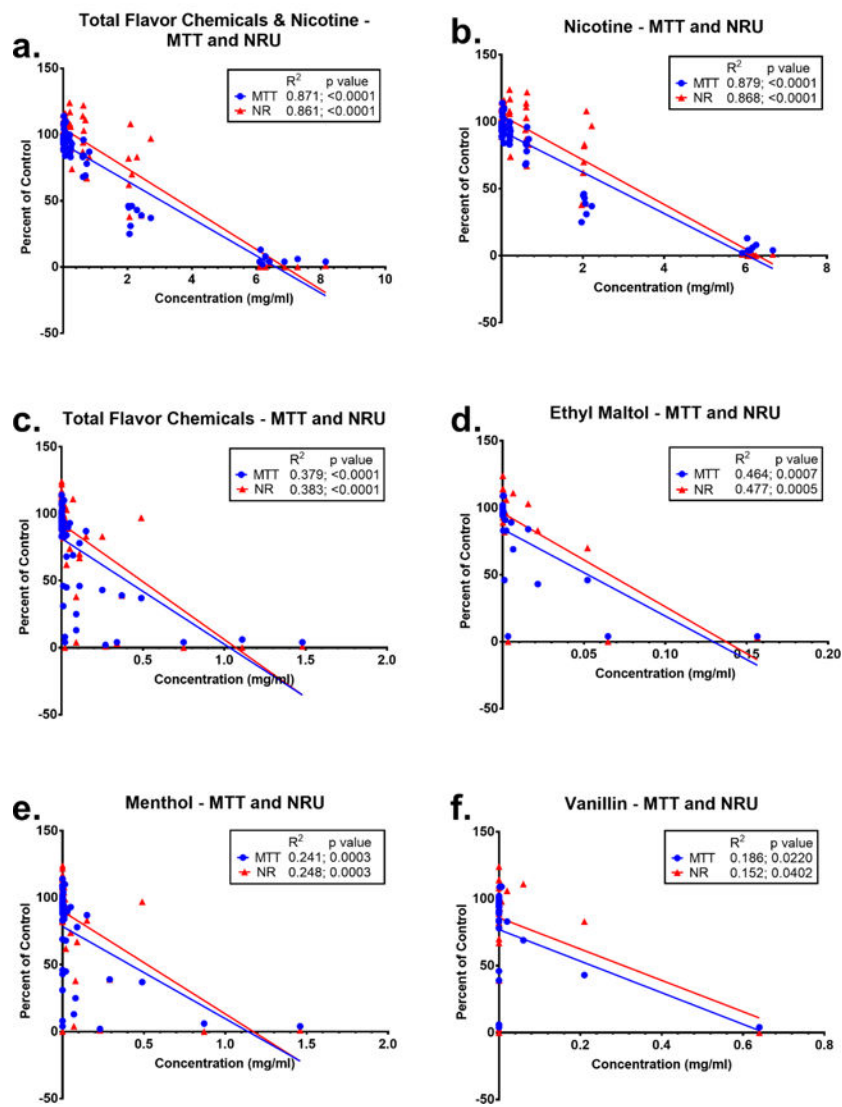 a.
Total Flavor Chemicals & Nicotine -
MTT and NRU
R2 p value
MTT 0.871; <0.0001
NR 0.861; <0.0001
150
100
50
0
-50
Percent of Control
2 4 6 8 10
Concentration (mg/ml)
b.
Nicotine - MTT and NRU
R2 p value
MTT 0.879; <0.0001
NR 0.868; <0.0001
150
100
50
0
-50
Percent of Control
2 4 6 8
Concentration (mg/ml)
c.
Total Flavor Chemicals - MTT and NRU
R2 p value
MTT 0.379; <0.0001
NR 0.383; <0.0001
150
100
50
0
-50
Percent of Control
0.5 1.0 1.5 2.0
Concentration (mg/ml)
d.
Ethyl Maltol - MTT and NRU
R2 p value
MTT 0.464; 0.0007
NR 0.477; 0.0005
150
100
50
0
-50
Percent of Control
0.05 0.10 0.15 0.20
Concentration (mg/ml)
e.
Menthol - MTT and NRU
R2 p value
MTT 0.241; 0.0003
NR 0.248; 0.0003
150
100
50
0
-50
Percent of Control
0.5 1.0 1.5 2.0
Concentration (mg/ml)
f.
Vanillin - MTT and NRU
R2 p value
MTT 0.186; 0.0220
NR 0.152; 0.0402
150
100
50
0
-50
Percent of Control
0.2 0.4 0.6 0.8
Concentration (mg/ml)